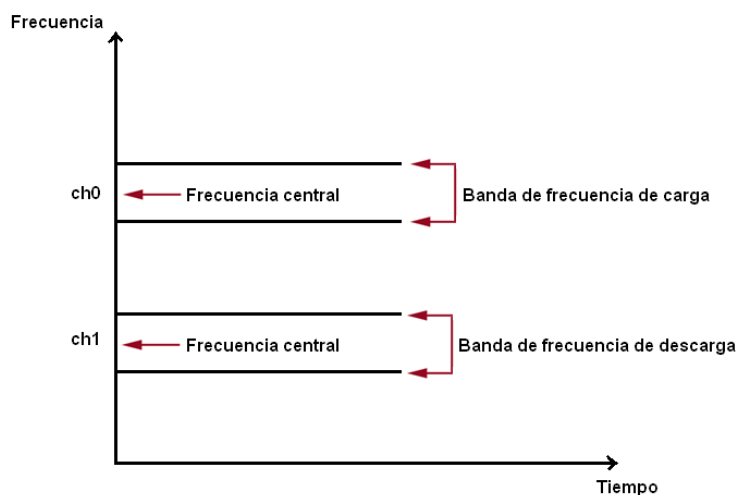 Frecuencia
ch0
Frecuencia central
Banda de frecuencia de carga
ch1
Frecuencia central
Banda de frecuencia de descarga
Tiempo